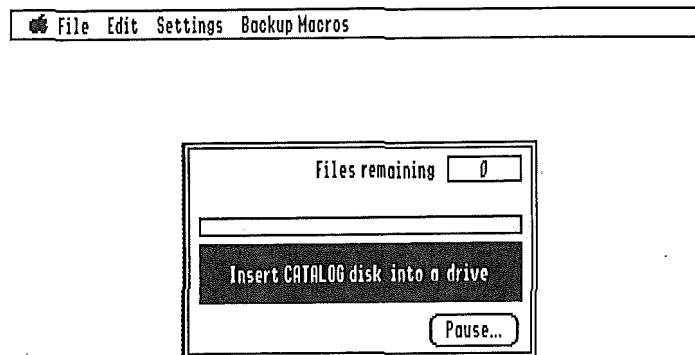 File Edit Settings Backup Macros
Files remaining 0
Insert CATALOG disk into a drive
Pause...